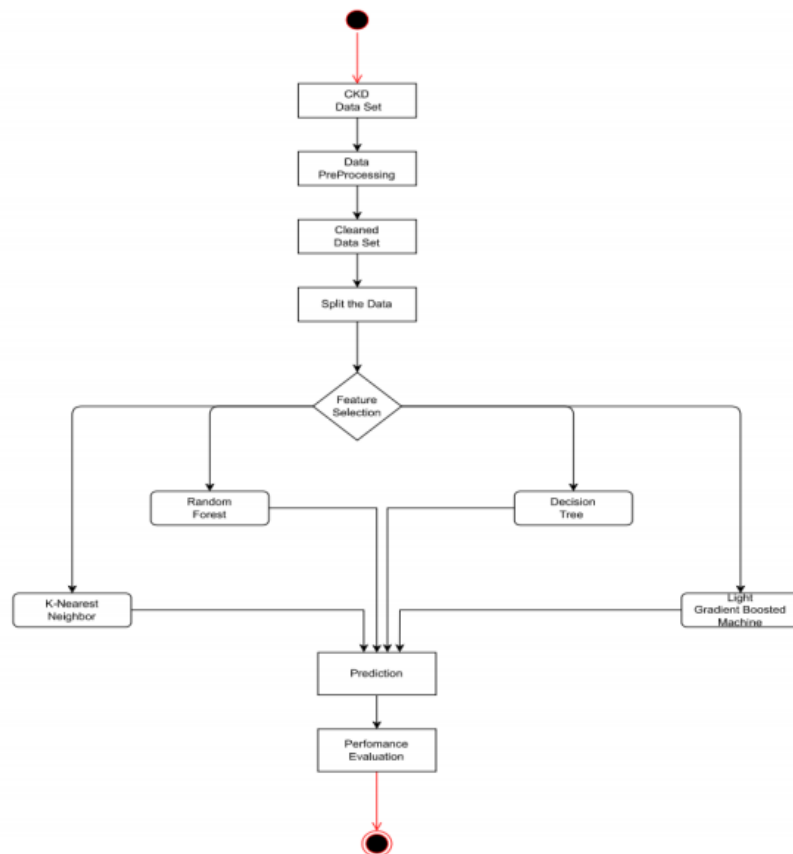 CKD
Data Set
Data
PreProcessing
Cleaned
Data Set
Split the Data
Feature
Selection
Random
Forest
Decision
Tree
K-Nearest
Neighbor
Light
Gradient Boosted
Machine
Prediction
Perfomance
Evaluation